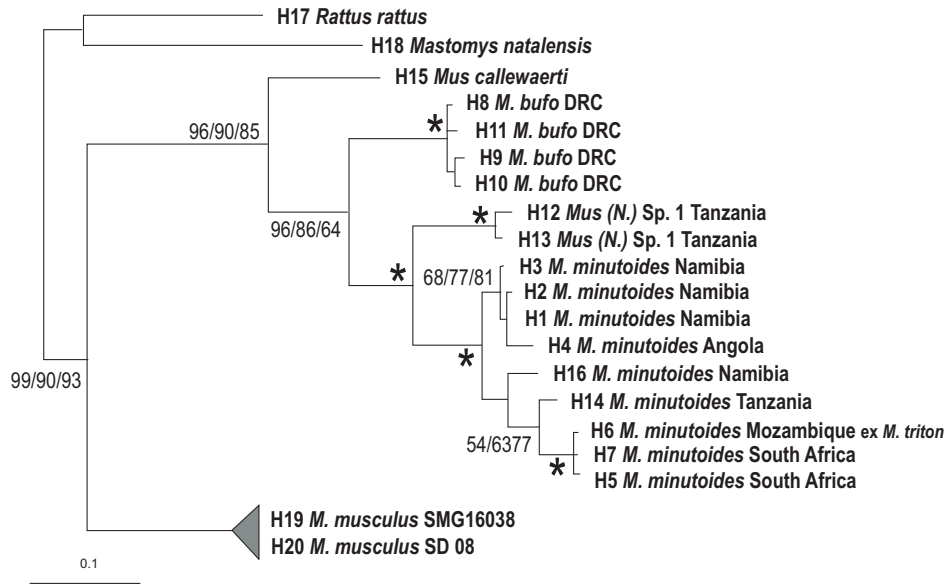 H17 Rattus rattus
H18 Mastomys natalensis
H15 Mus callewaerti
H8 M. bufo DRC
96/90/85
*
H11 M. bufo DRC
H9 M. bufo DRC
H10 M. bufo DRC
96/86/64
*
H12 Mus (N.) Sp. 1 Tanzania
H13 Mus (N.) Sp. 1 Tanzania
*
68/77/81
H3 M. minutoides Namibia
H2 M. minutoides Namibia
H1 M. minutoides Namibia
H4 M. minutoides Angola
*
H16 M. minutoides Namibia
99/90/93
H14 M. minutoides Tanzania
54/6377
H6 M. minutoides Mozambique ex M. triton
H7 M. minutoides South Africa
*
H5 M. minutoides South Africa
H19 M. musculus SMG16038
H20 M. musculus SD 08
0.1